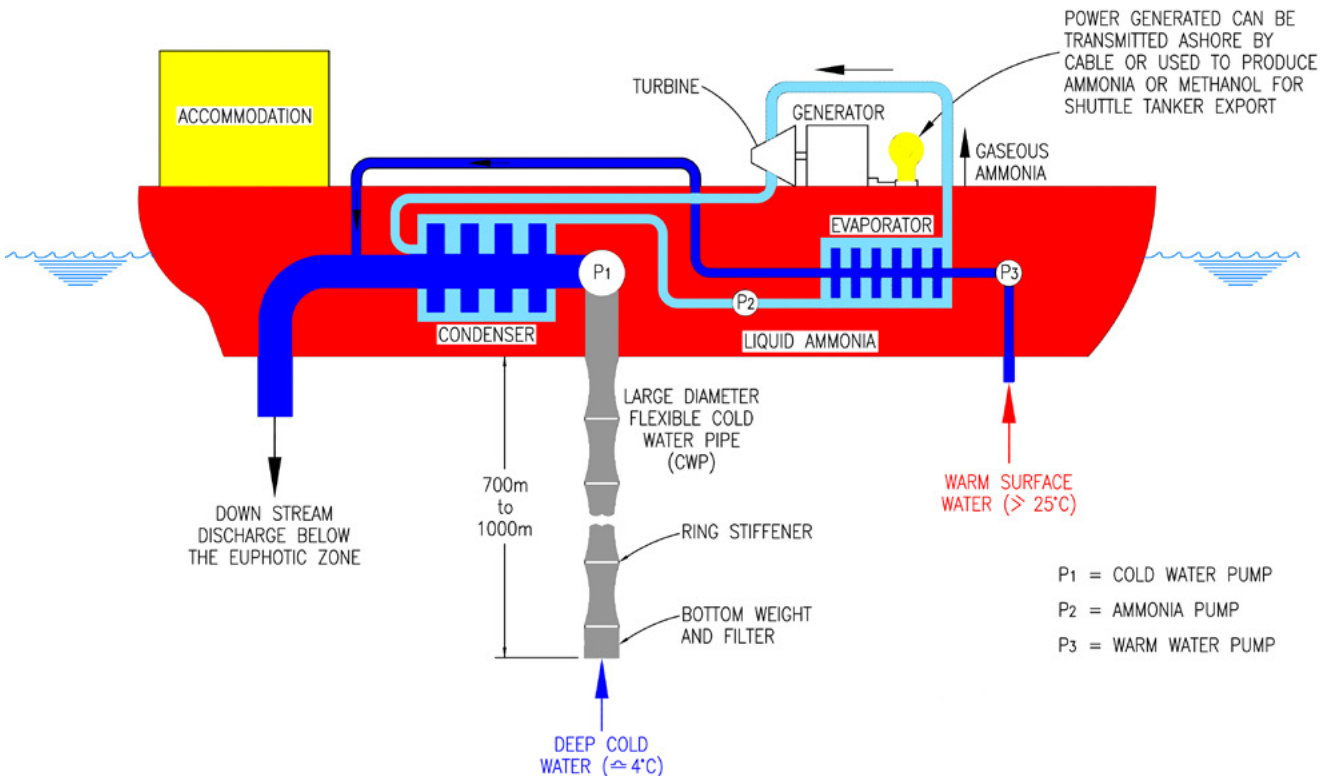 POWER GENERATED CAN BE
TRANSMITTED ASHORE BY
CABLE OR USED TO PRODUCE
AMMONIA OR METHANOL FOR
SHUTTLE TANKER EXPORT
TURBINE
ACCOMMODATION
GENERATOR
GASEOUS
AMMONIA
EVAPORATOR
P1
P3
P2
CONDENSER
LIQUID AMMONIA
LARGE DIAMETER
FLEXIBLE COLD
WATER PIPE
(CWP)
700m
to
1000m
WARM SURFACE
WATER (≥ 25°C)
DOWN STREAM
DISCHARGE BELOW
THE EUPHOTIC ZONE
RING STIFFENER
P1 = COLD WATER PUMP
P2 = AMMONIA PUMP
P3 = WARM WATER PUMP
BOTTOM WEIGHT
AND FILTER
DEEP COLD
WATER (≏ 4°C)